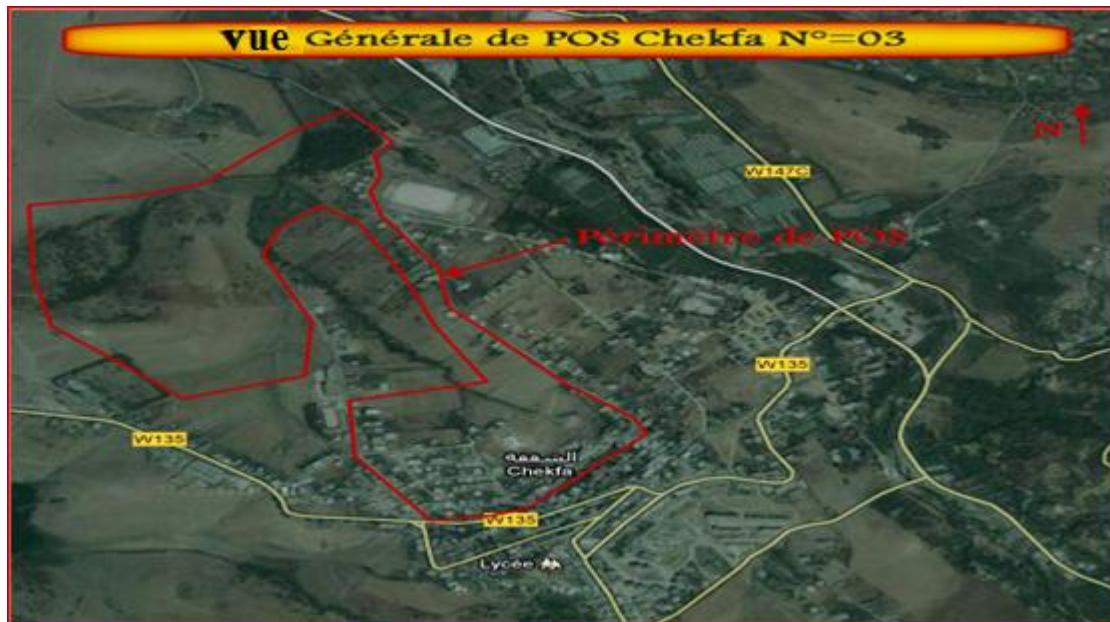 vue Générale de POS Chekfa N°=03
N
W147C
Périmètre de POS
W135
W135
الشقفة
Chekfa
W135
Lycée